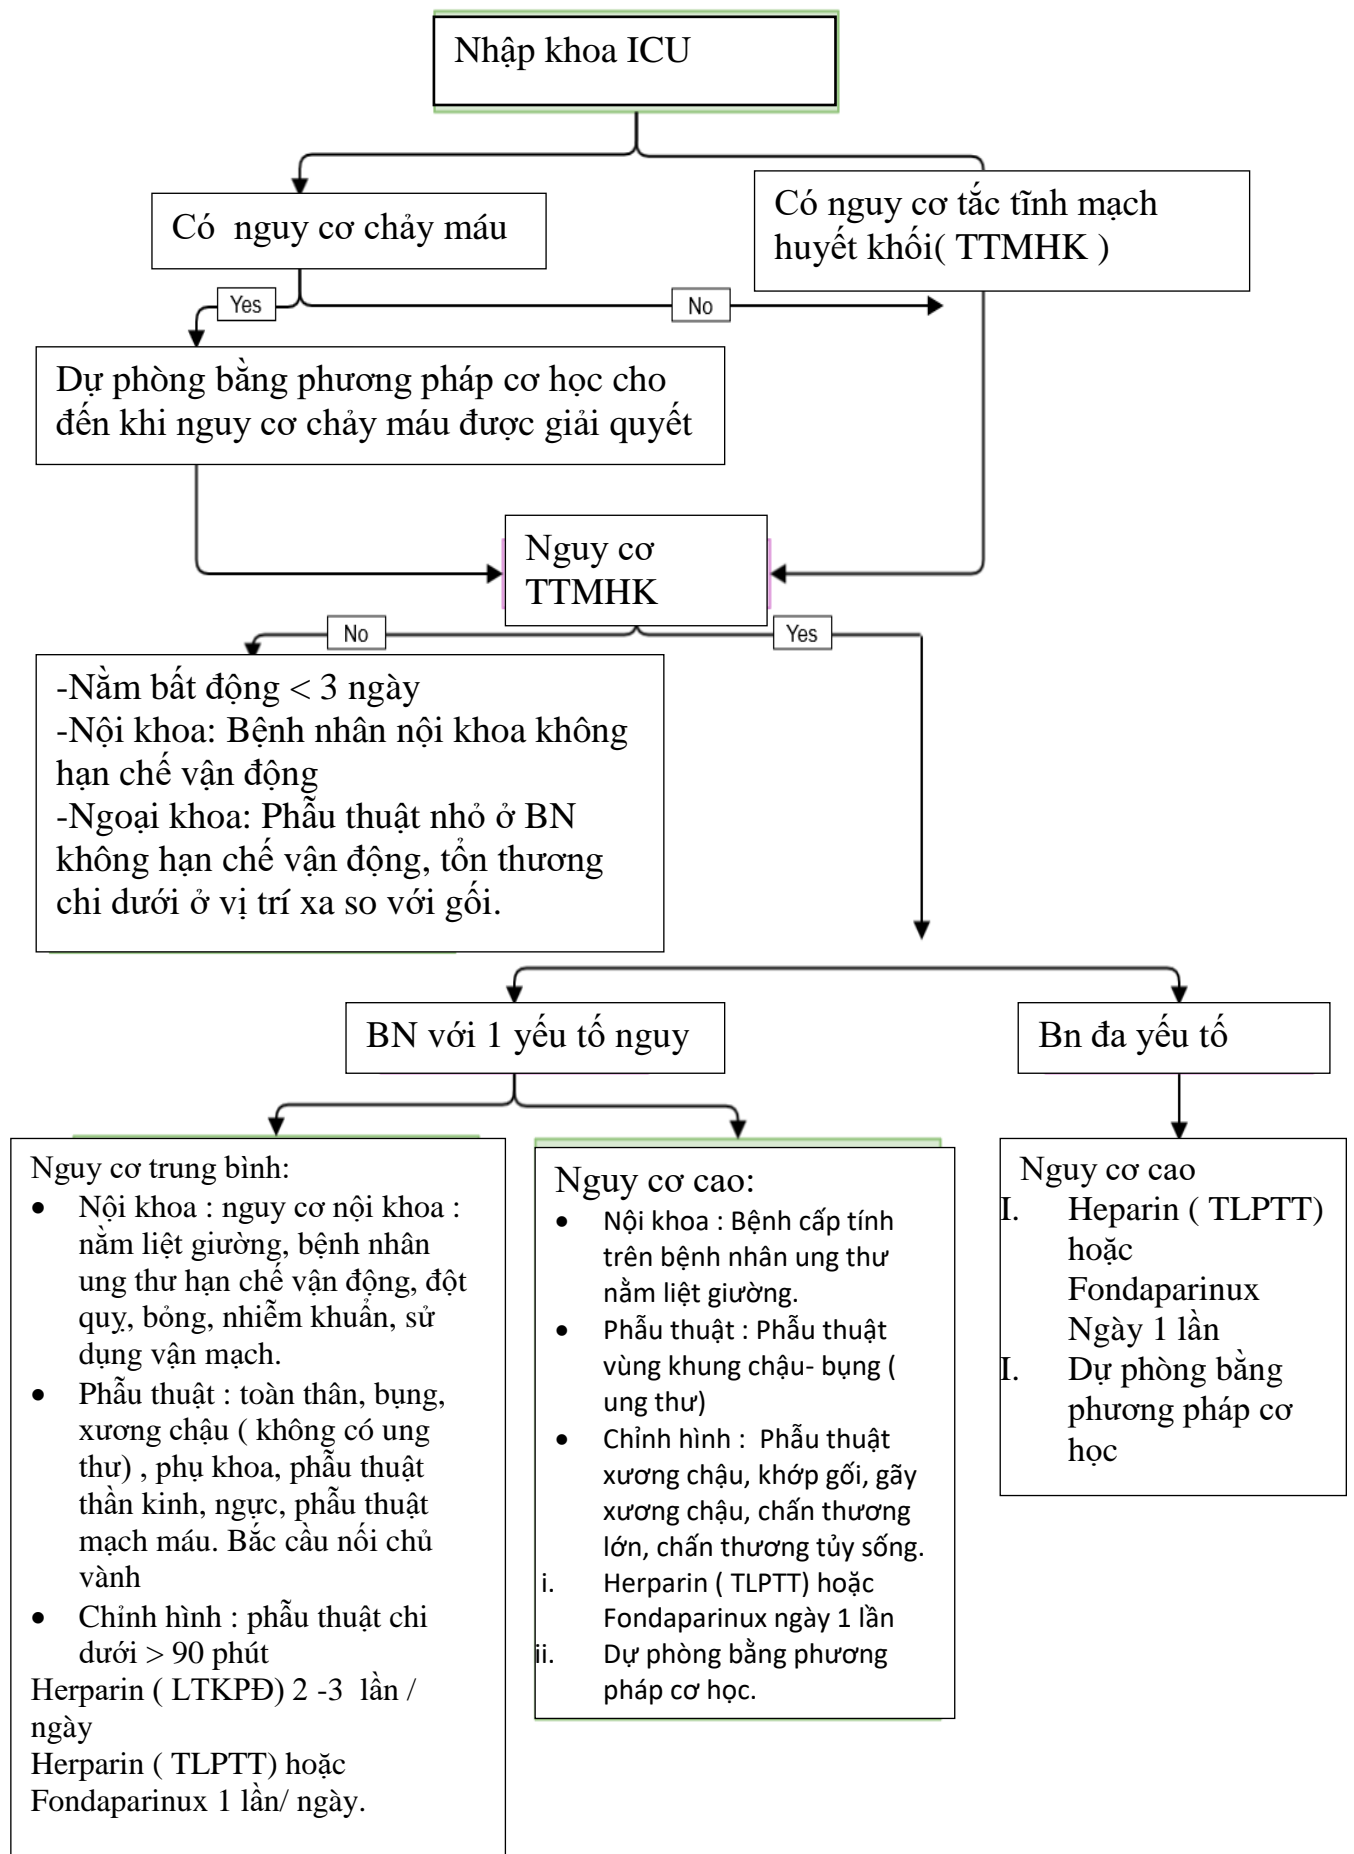 Nhập khoa ICU
Có nguy cơ chảy máu
Có nguy cơ tắc tĩnh mạch
huyết khối( TTMHK )
Yes
No
Dự phòng bằng phương pháp cơ học cho
đến khi nguy cơ chảy máu được giải quyết
Nguy cơ
TTMHK
No
Yes
-Nằm bất động < 3 ngày
-Nội khoa: Bệnh nhân nội khoa không
hạn chế vận động
-Ngoại khoa: Phẫu thuật nhỏ ở BN
không hạn chế vận động, tổn thương
chi dưới ở vị trí xa so với gối.
BN với 1 yếu tố nguy
Bn đa yếu tố
Nguy cơ trung bình:
• Nội khoa : nguy cơ nội khoa :
nằm liệt giường, bệnh nhân
ung thư hạn chế vận động, đột
quỵ, bỏng, nhiễm khuẩn, sử
dụng vận mạch.
• Phẫu thuật : toàn thân, bụng,
xương chậu ( không có ung
thư) , phụ khoa, phẫu thuật
thần kinh, ngực, phẫu thuật
mạch máu. Bắc cầu nối chủ
vành
• Chỉnh hình : phẫu thuật chi
dưới > 90 phút
Herparin ( LTKPĐ) 2 -3 lần /
ngày
Herparin ( TLPTT) hoặc
Fondaparinux 1 lần/ ngày.
Nguy cơ cao:
• Nội khoa : Bệnh cấp tính
trên bệnh nhân ung thư
nằm liệt giường.
• Phẫu thuật : Phẫu thuật
vùng khung chậu- bụng (
ung thư)
• Chỉnh hình : Phẫu thuật
xương chậu, khớp gối, gãy
xương chậu, chấn thương
lớn, chấn thương tủy sống.
i. Herparin ( TLPTT) hoặc
Fondaparinux ngày 1 lần
ii. Dự phòng bằng phương
pháp cơ học.
Nguy cơ cao
I. Heparin ( TLPTT)
hoặc
Fondaparinux
Ngày 1 lần
I. Dự phòng bằng
phương pháp cơ
học